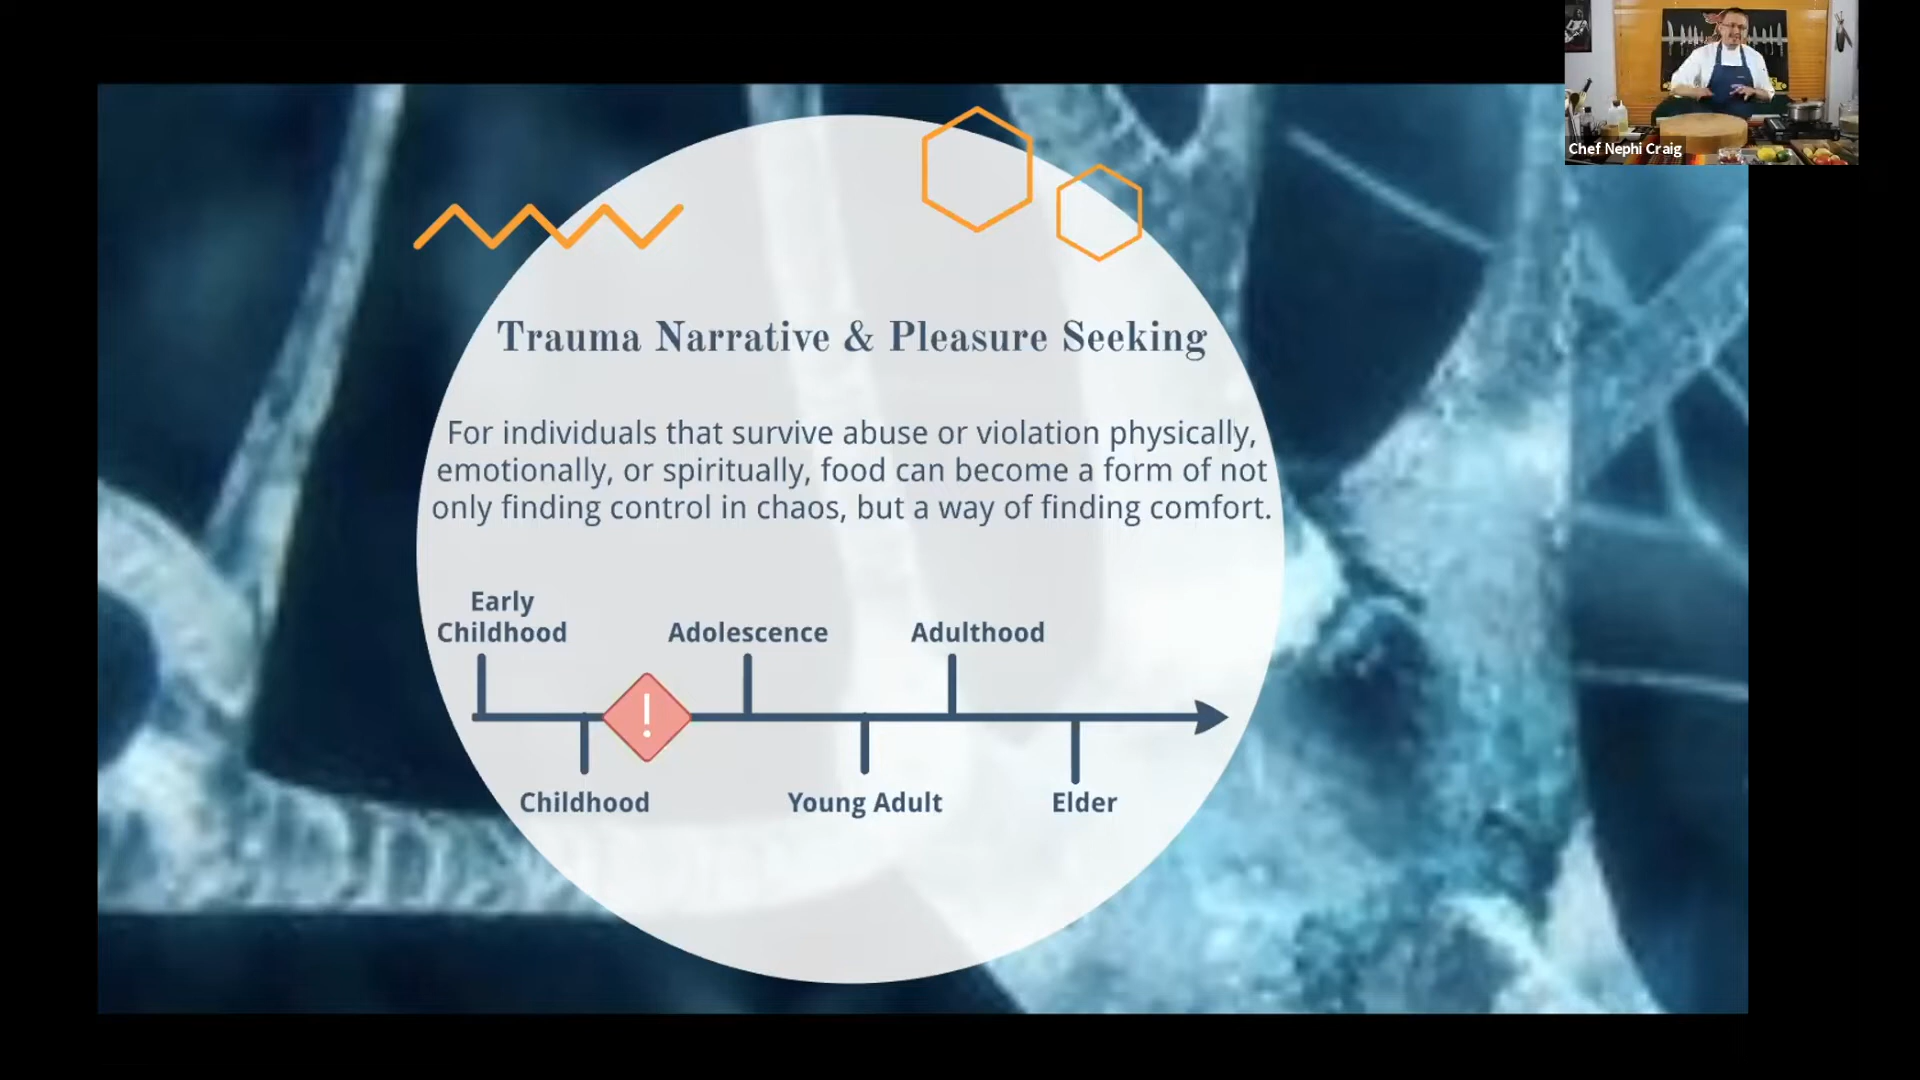 Chef Nephi Craig
Trauma Narrative & Pleasure Seeking
For individuals that survive abuse or violation physically,
emotionally, or spiritually, food can become a form of not
only finding control in chaos, but a way of finding comfort.
Early
Childhood
Adolescence
Adulthood
!
Childhood
Young Adult
Elder